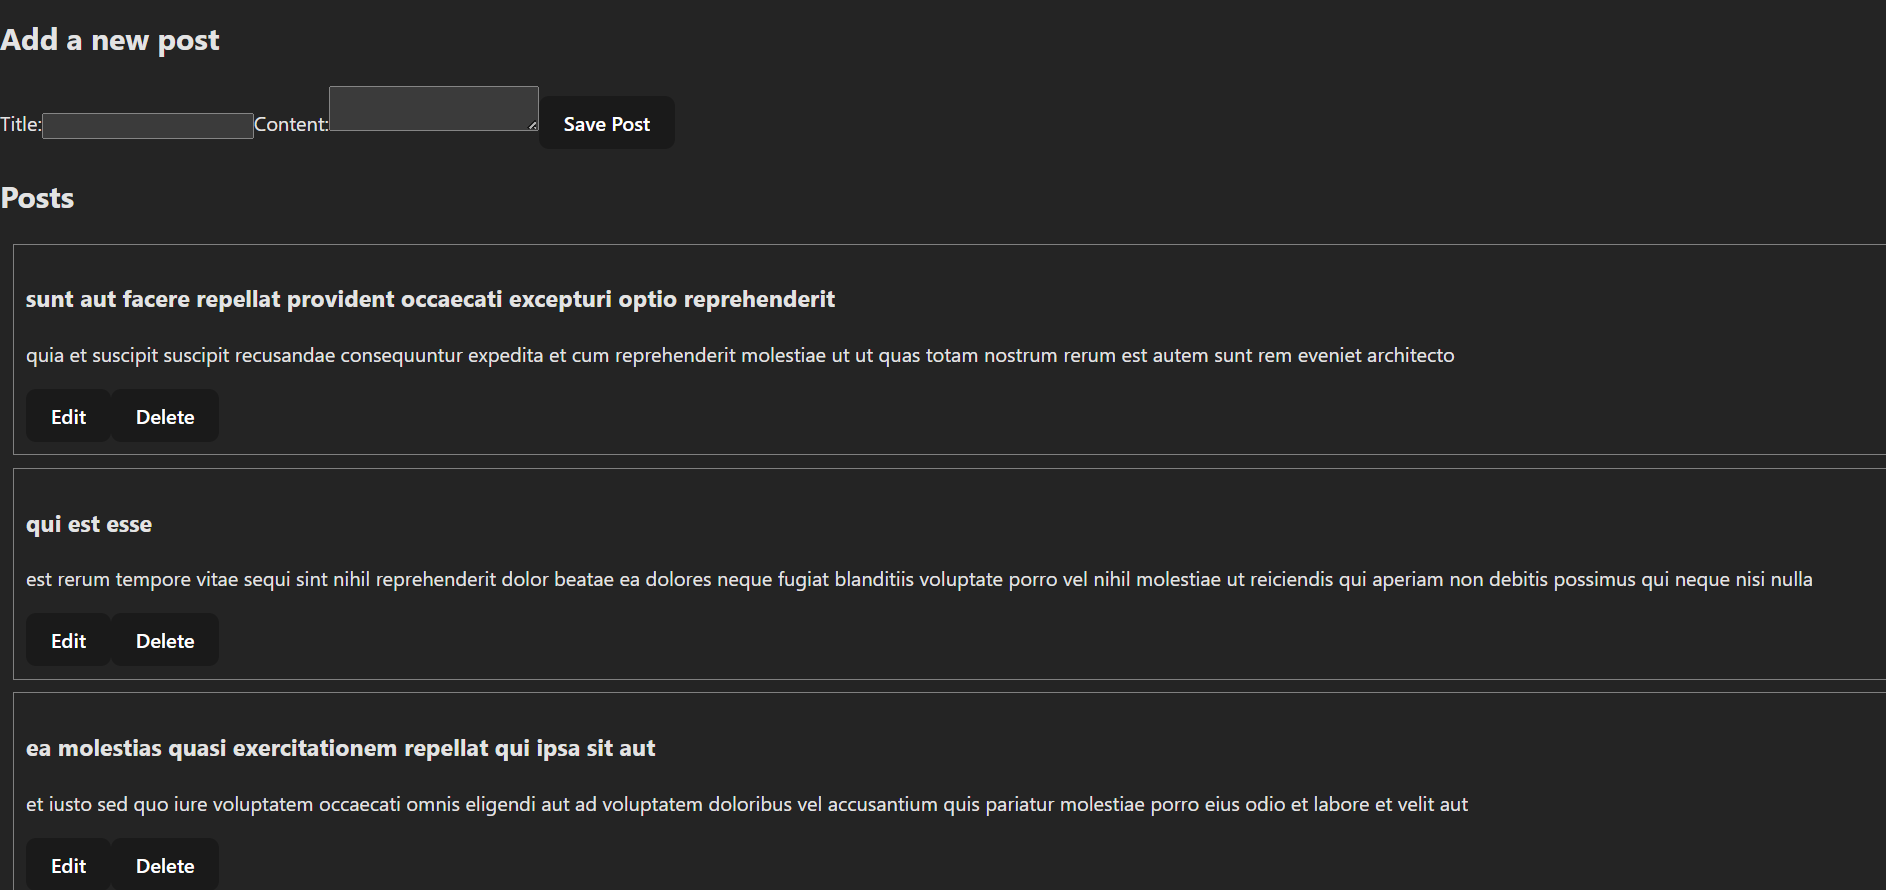 Add a new post
Title: Content: Save Post
Posts
sunt aut facere repellat provident occaecati excepturi optio reprehenderit
quia et suscipit suscipit recusandae consequuntur expedita et cum reprehenderit molestiae ut ut quas totam nostrum rerum est autem sunt rem eveniet architecto
Edit Delete
qui est esse
est rerum tempore vitae sequi sint nihil reprehenderit dolor beatae ea dolores neque fugiat blanditiis voluptate porro vel nihil molestiae ut reiciendis qui aperiam non debitis possimus qui neque nisi nulla
Edit Delete
ea molestias quasi exercitationem repellat qui ipsa sit aut
et iusto sed quo iure voluptatem occaecati omnis eligendi aut ad voluptatem doloribus vel accusantium quis pariatur molestiae porro eius odio et labore et velit aut
Edit Delete